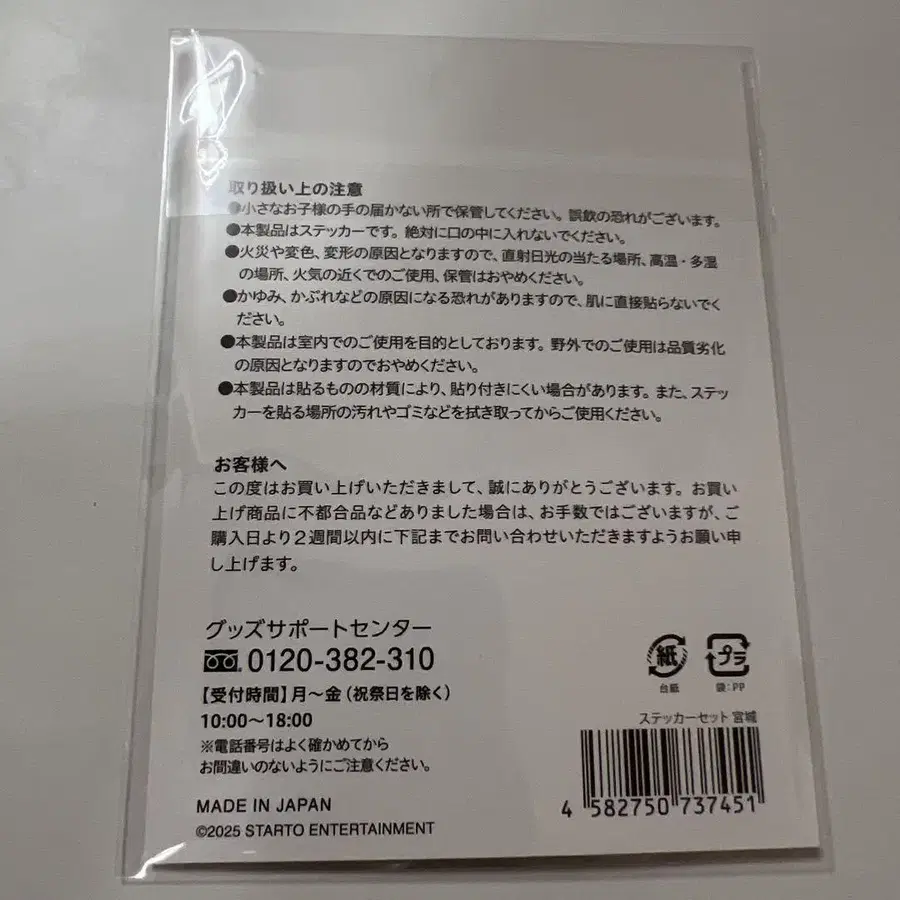 取り扱い上の注意
●小さなお子様の手の届かない所で保管してください。誤飲の恐れがございます。
●本製品はステッカーです。絶対に口の中に入れないでください。
●火災や変色、変形の原因となりますので、直射日光の当たる場所、高温・多湿
の場所、火気の近くでのご使用、保管はおやめください。
●かゆみ、かぶれなどの原因になる恐れがありますので、肌に直接貼らないでく
ださい。
●本製品は室内でのご使用を目的としております。野外でのご使用は品質劣化
の原因となりますのでおやめください。
●本製品は貼るものの材質により、貼り付きにくい場合があります。また、ステッ
カーを貼る場所の汚れやゴミなどを拭き取ってからご使用ください。
お客様へ
この度はお買い上げいただきまして、誠にありがとうございます。お買い
上げ商品に不都合品などありました場合は、お手数ではございますが、ご
購入日より2週間以内に下記までお問い合わせいただきますようお願い申
し上げます。
グッズサポートセンター
0120-382-310
【受付時間】月～金（祝祭日を除く）
10:00～18:00
※電話番号はよく確かめてから
お間違いのないようにご注意ください。
MADE IN JAPAN
©2025 STARTO ENTERTAINMENT
紙
台紙
プラ
袋:PP
ステッカーセット 宮城
4 582750 737451